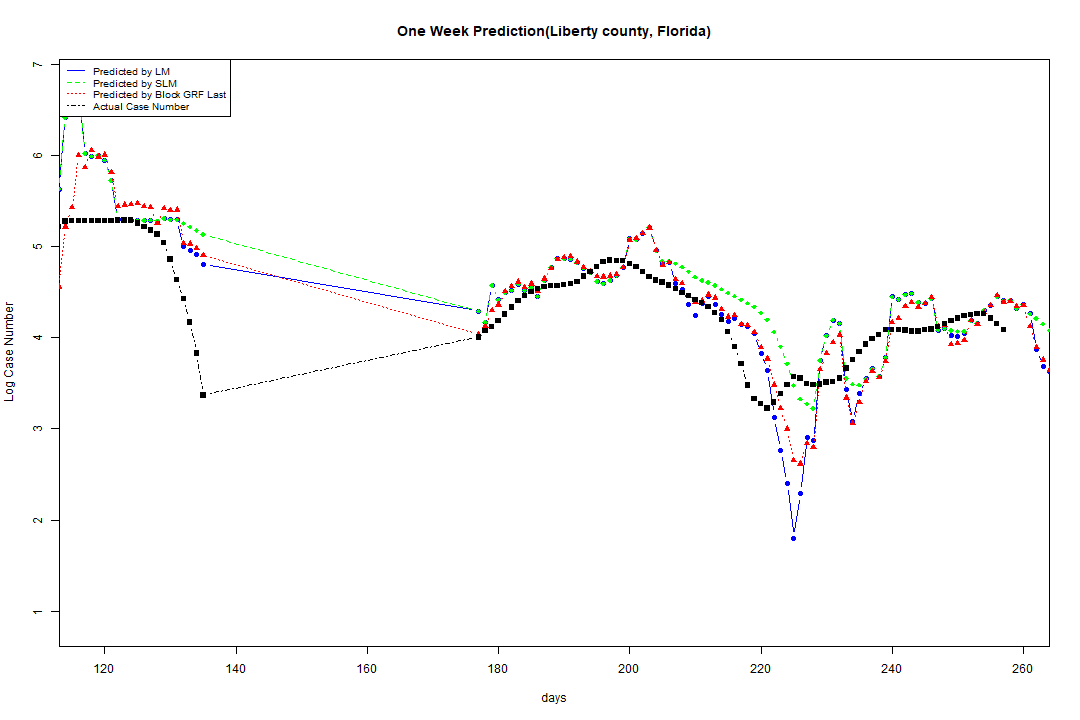 One Week Prediction(Liberty county, Florida)
Predicted by LM
Predicted by SLM
Predicted by Block GRF Last
Actual Case Number
Log Case Number
7
6
5
4
3
2
1
120 140 160 180 200 220 240 260
days